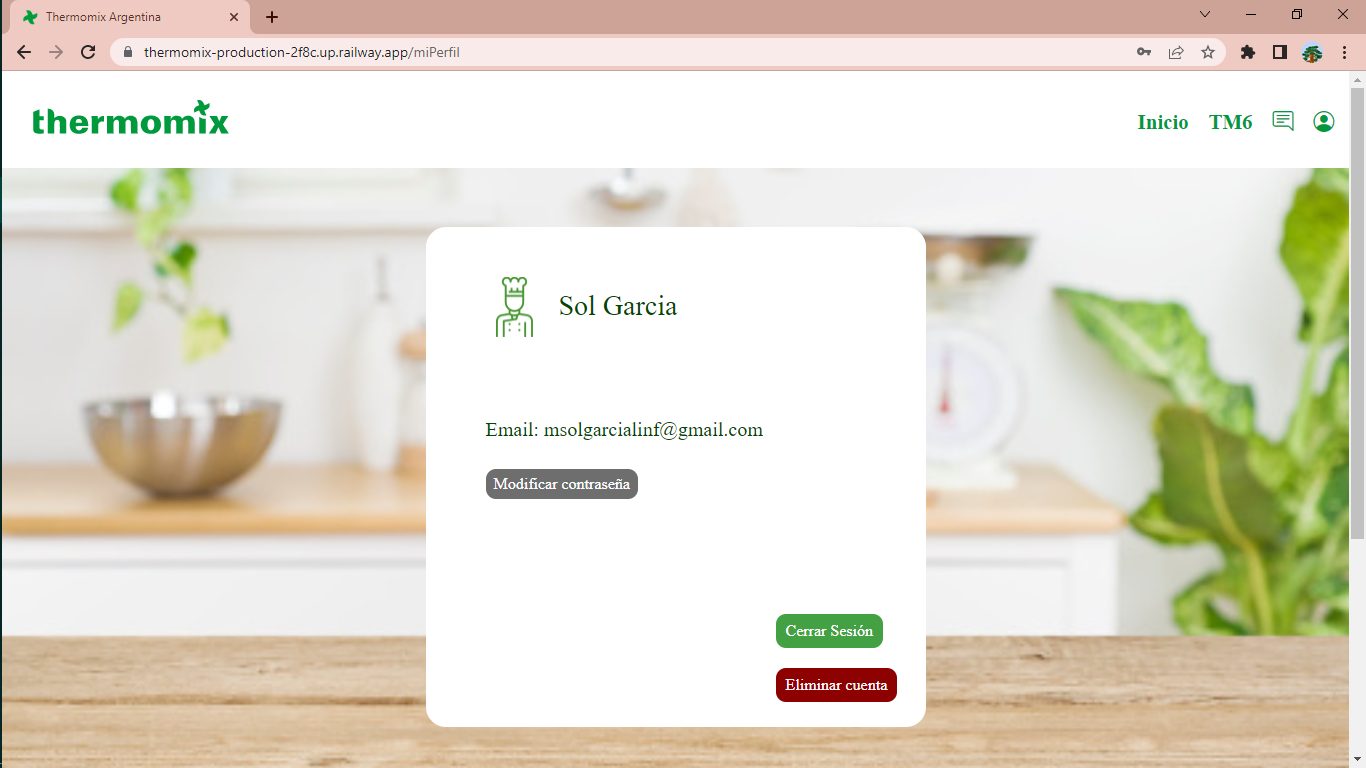 Thermomix Argentina
thermomix-production-2f8c.up.railway.app/miPerfil
thermomix
Inicio TM6
Sol Garcia
Email: msolgarcialinf@gmail.com
Modificar contraseña
Cerrar Sesión
Eliminar cuenta